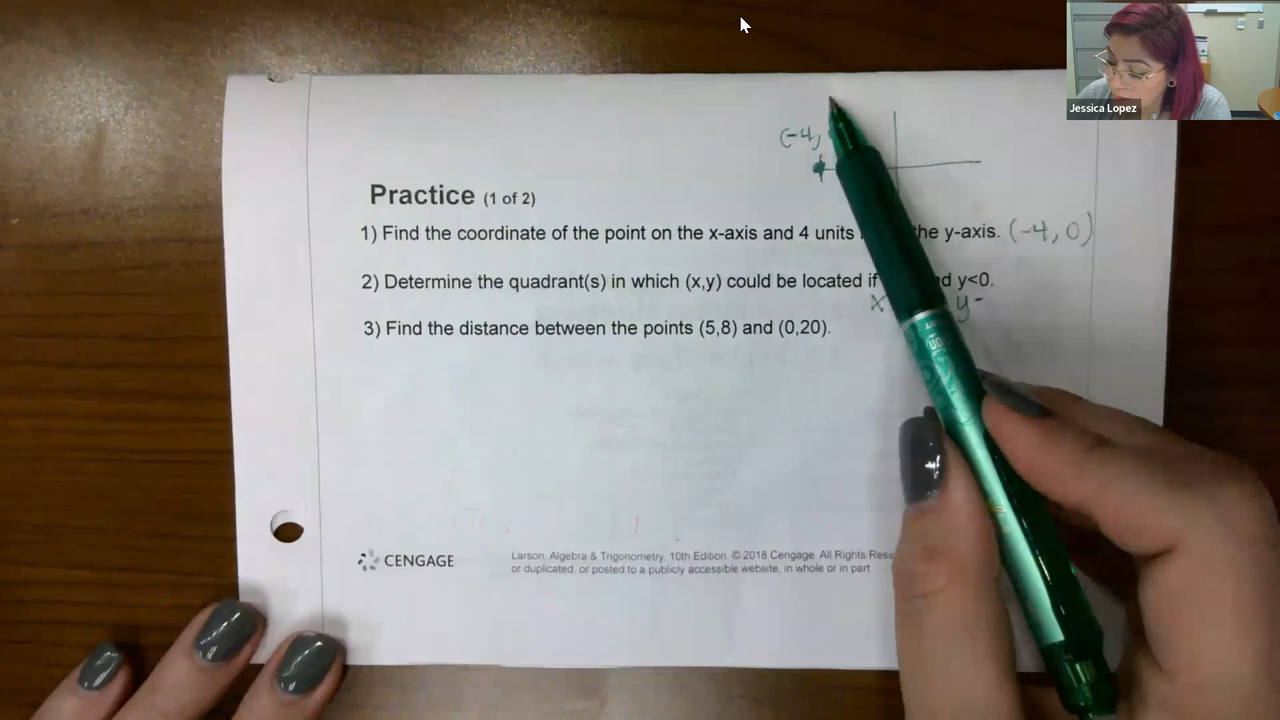 Jessica Lopez
(-4,
Practice (1 of 2)
1) Find the coordinate of the point on the x-axis and 4 units the y-axis. (-4, 0)
2) Determine the quadrant(s) in which (x,y) could be located if y<0.
x y-
3) Find the distance between the points (5,8) and (0,20).
CENGAGE
Larson, Algebra & Trigonometry, 10th Edition. © 2018 Cengage. All Rights
or duplicated, or posted to a publicly accessible website, in whole or in part